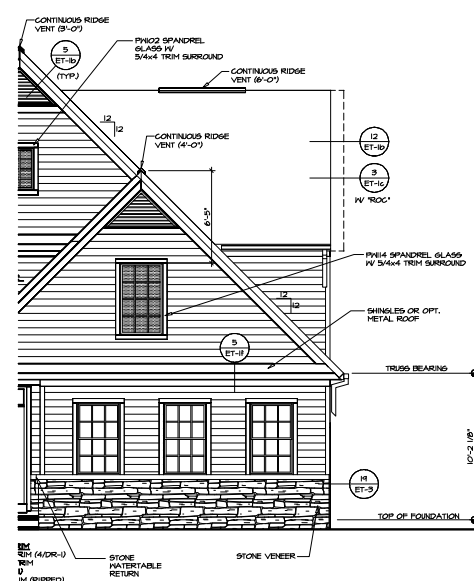 CONTINUOUS RIDGE
VENT (3'-0")
5
ET-1b
(TYP.)
PW102 SPANDREL
GLASS W/
5/4x4 TRIM SURROUND
CONTINUOUS RIDGE
VENT (6'-0")
12
12
CONTINUOUS RIDGE
VENT (4'-0")
12
ET-1b
3
ET-1c
W/ "ROC"
6'-5"
PW114 SPANDREL GLASS
W/ 5/4x4 TRIM SURROUND
12
12
SHINGLES OR OPT.
METAL ROOF
5
ET-1f
TRUSS BEARING
10'-2 1/8"
19
ET-3
TOP OF FOUNDATION
STONE
WATERTABLE
RETURN
STONE VENEER
RIM (4/DR-1)
RIM
RIM (RIPPED)